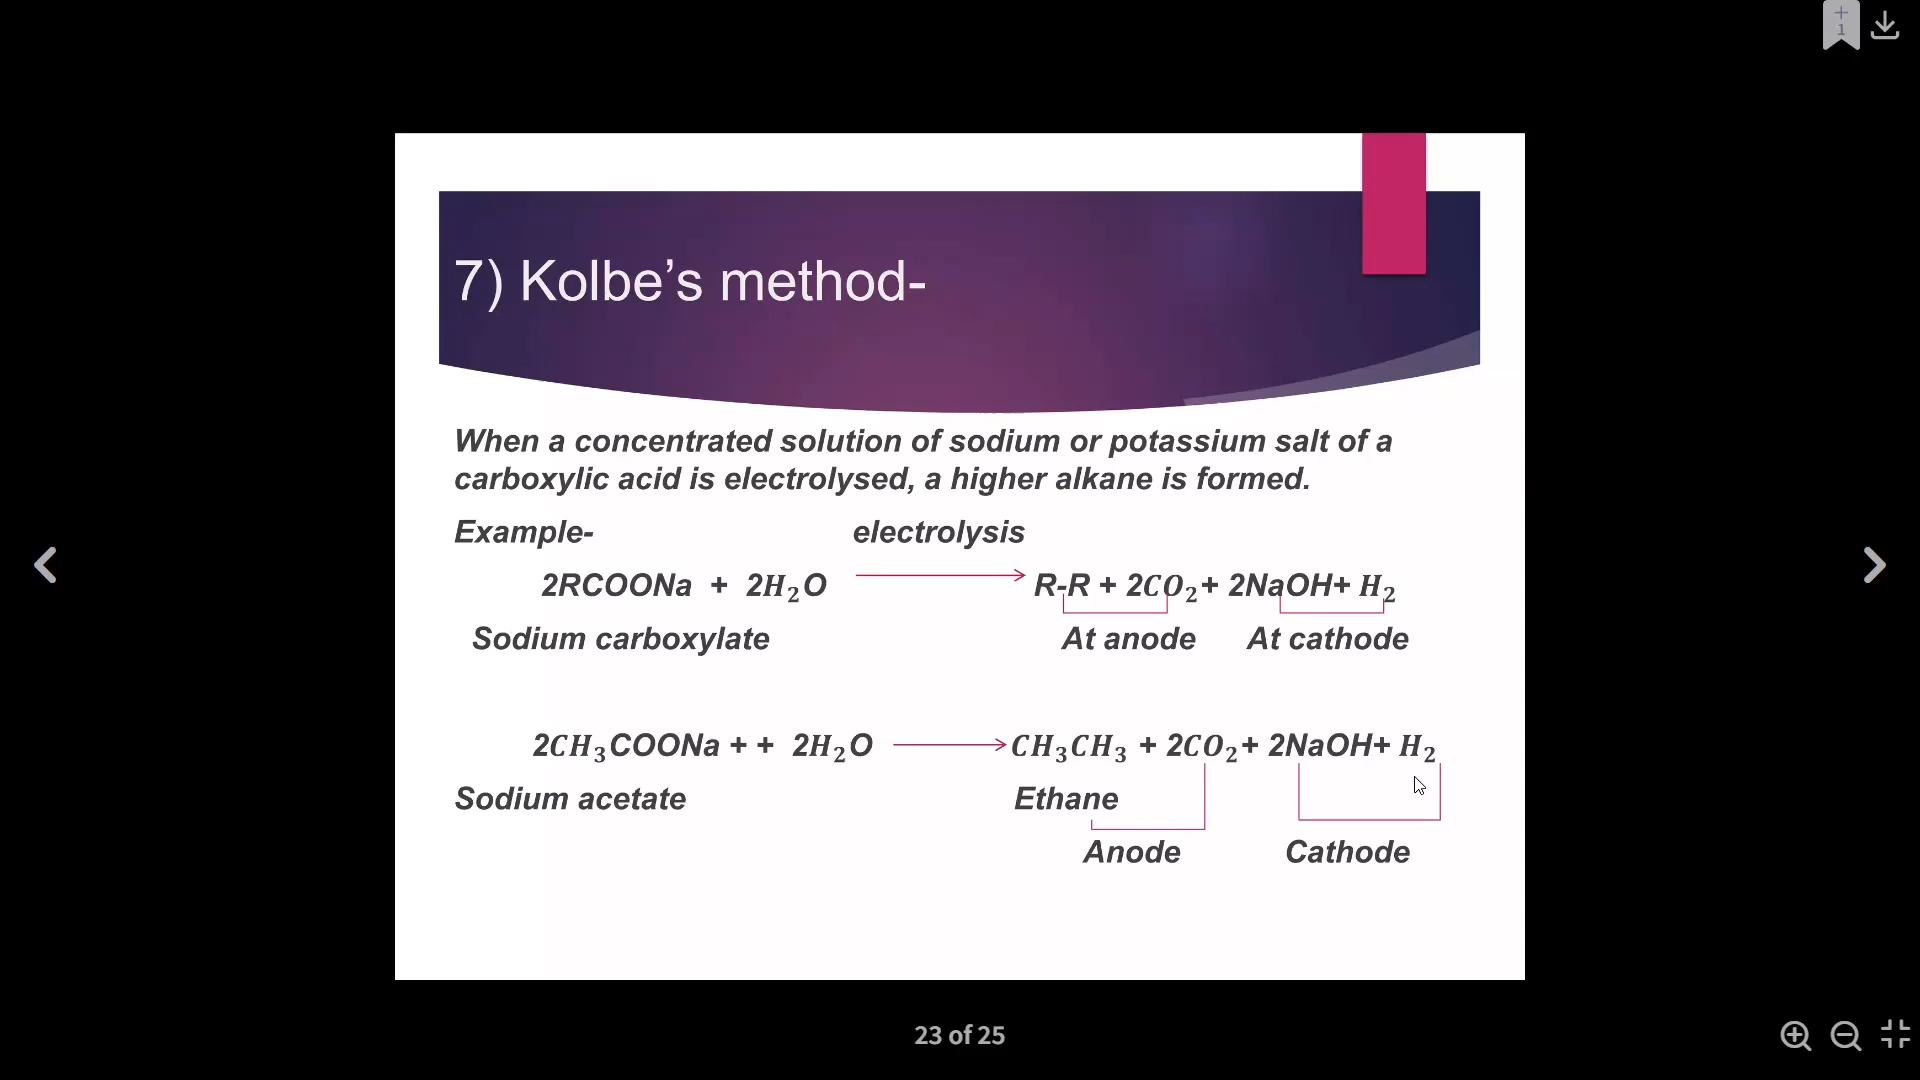 +
1
7) Kolbe’s method-
When a concentrated solution of sodium or potassium salt of a
carboxylic acid is electrolysed, a higher alkane is formed.
Example- electrolysis
2RCOONa + 2H₂O R-R + 2CO₂+ 2NaOH+ H₂
Sodium carboxylate At anode At cathode
2CH₃COONa + + 2H₂O CH₃CH₃ + 2CO₂+ 2NaOH+ H₂
Sodium acetate Ethane
Anode Cathode
23 of 25